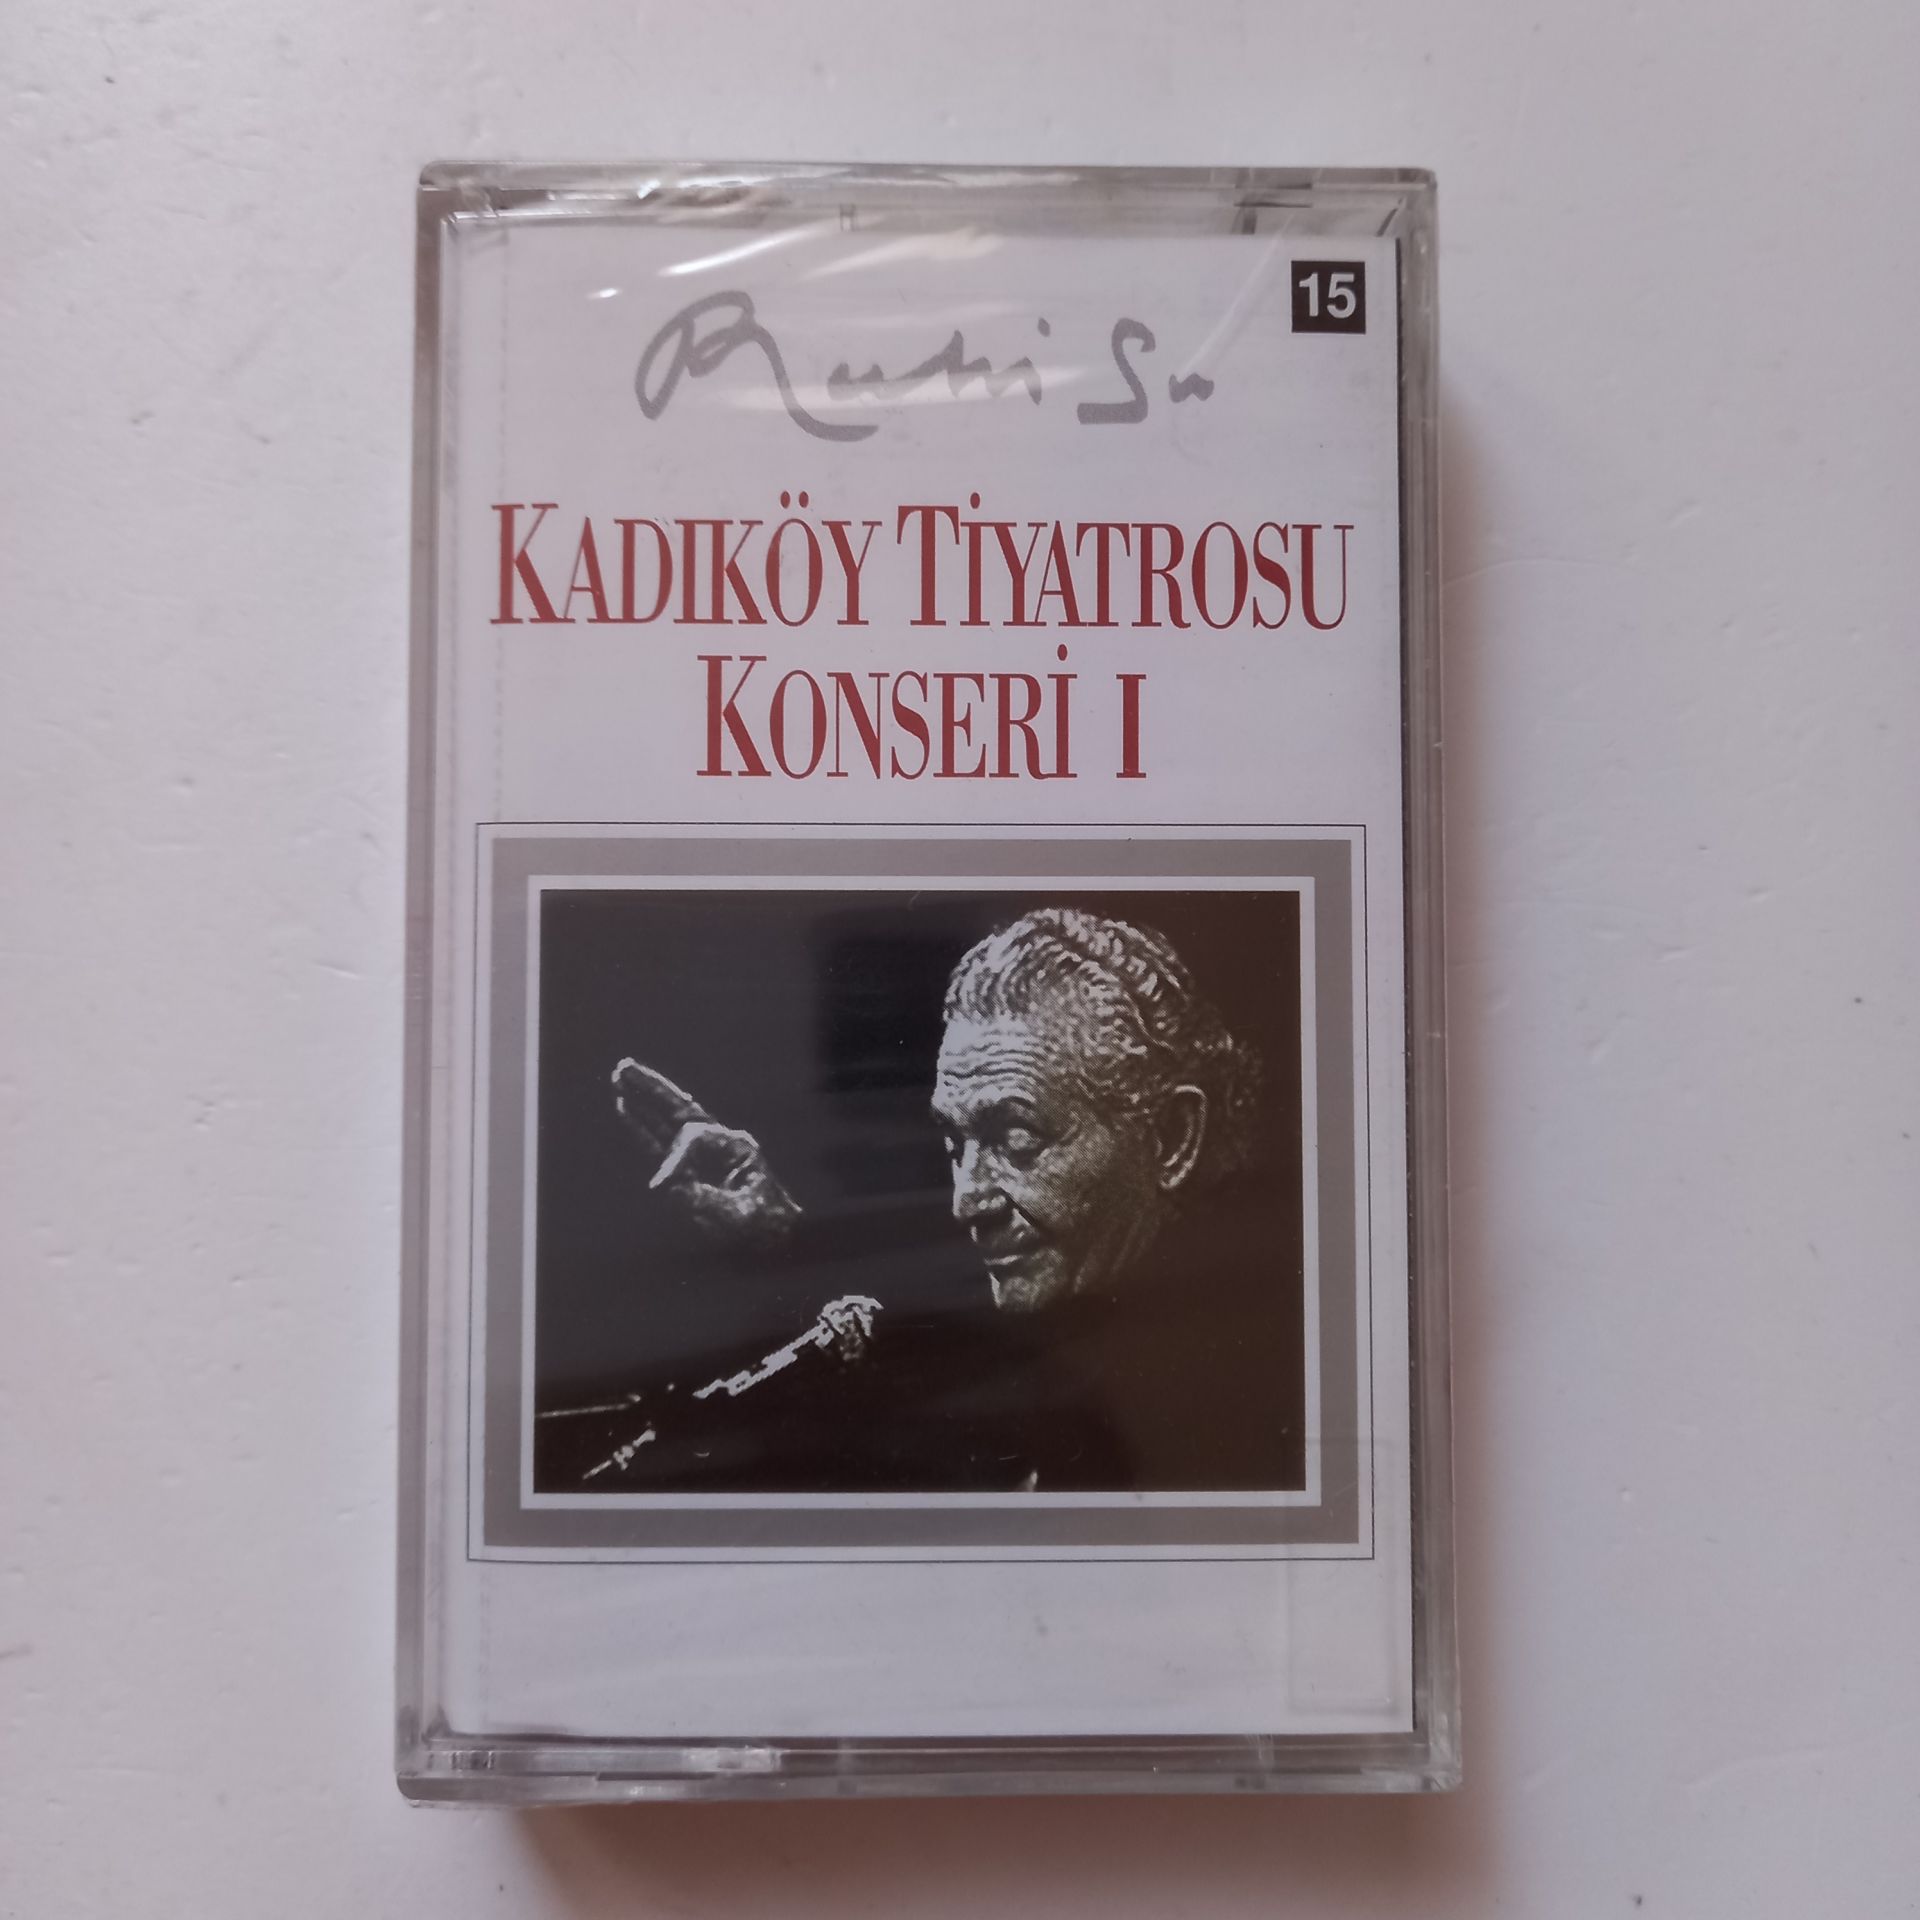 15
Ruhi Su
KADIKÖY TİYATROSU
KONSERİ I